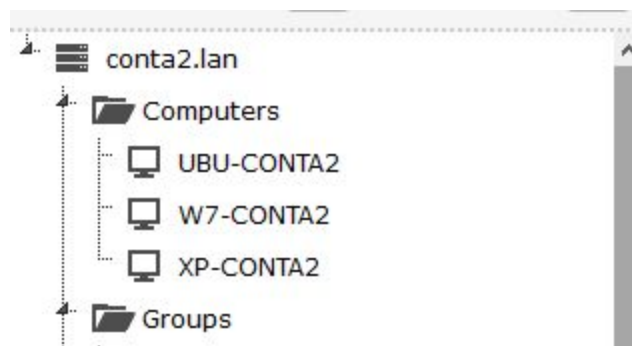 conta2.lan
Computers
UBU-CONTA2
W7-CONTA2
XP-CONTA2
Groups